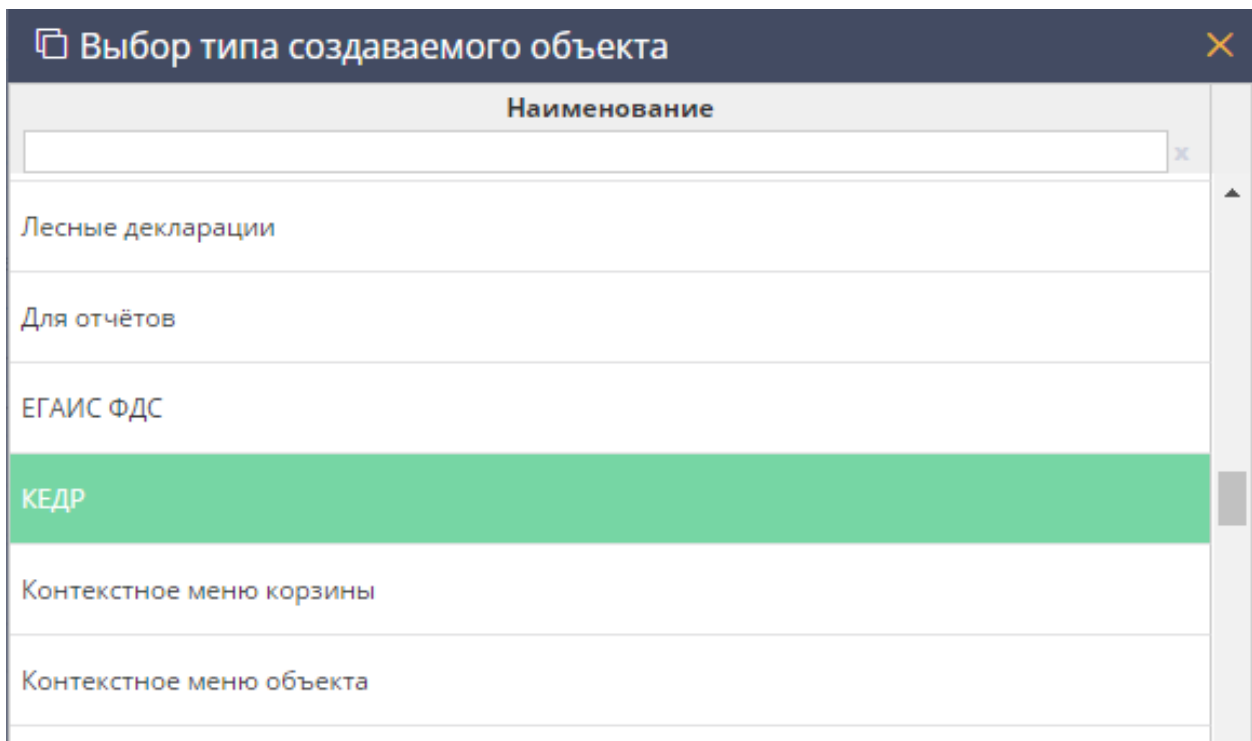 Выбор типа создаваемого объекта
Наименование
x
Лесные декларации
Для отчётов
ЕГАИС ФДС
КЕДР
Контекстное меню корзины
Контекстное меню объекта